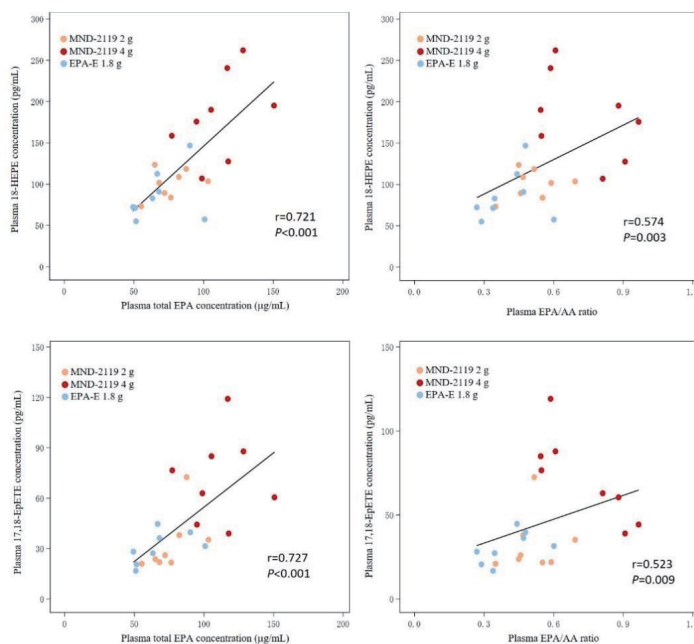 300
250
200
150
100
50
0
MND-2119 2 g
MND-2119 4 g
EPA-E 1.8 g
r=0.721
P<0.001
0 50 100 150 200
Plasma total EPA concentration (μg/mL)
Plasma 18-HEPE concentration (pg/mL)
300
250
200
150
100
50
0
MND-2119 2 g
MND-2119 4 g
EPA-E 1.8 g
r=0.574
P=0.003
0.0 0.3 0.6 0.9
Plasma EPA/AA ratio
Plasma 18-HEPE concentration (pg/mL)
150
120
90
60
30
0
MND-2119 2 g
MND-2119 4 g
EPA-E 1.8 g
r=0.727
P<0.001
0 50 100 150 200
Plasma total EPA concentration (μg/mL)
Plasma 17,18-EpETE concentration (pg/mL)
150
100
50
0
MND-2119 2 g
MND-2119 4 g
EPA-E 1.8 g
r=0.523
P=0.009
0.0 0.3 0.6 0.9
Plasma EPA/AA ratio
Plasma 17,18-EpETE concentration (pg/mL)